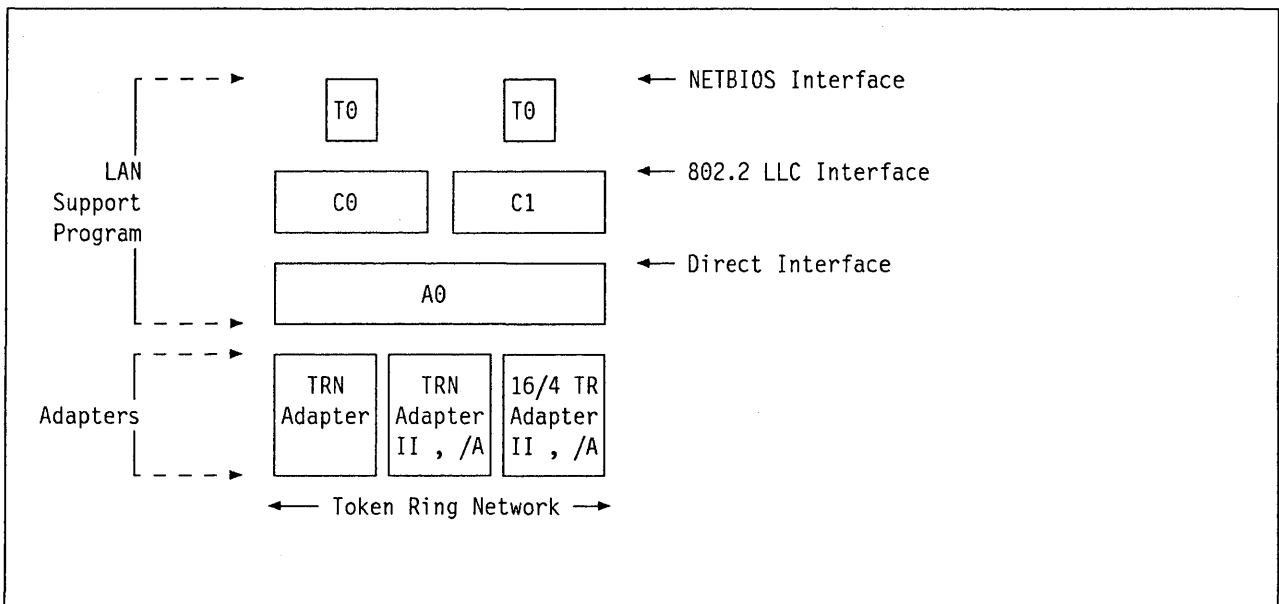 ← NETBIOS Interface
T0 T0
LAN
Support
Program
← 802.2 LLC Interface
C0 C1
← Direct Interface
A0
Adapters
TRN
Adapter
TRN
Adapter
II , /A
16/4 TR
Adapter
II , /A
← Token Ring Network →